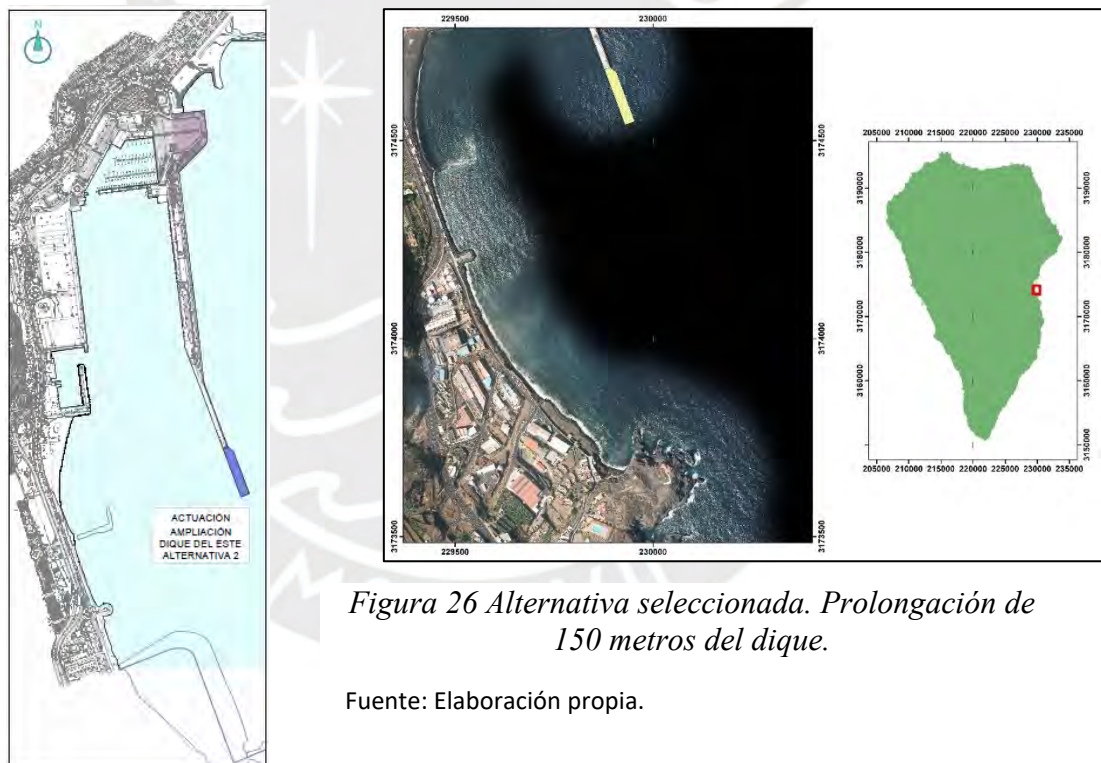 N
ACTUACIÓN
AMPLIACIÓN
DIQUE DEL ESTE
ALTERNATIVA 2
229500 230000
3174500 3174500
3174000 3174000
3173500 3173500
229500 230000
205000 210000 215000 220000 225000 230000 235000
3190000 3190000
3180000 3180000
3170000 3170000
3160000 3160000
3150000 3150000
205000 210000 215000 220000 225000 230000 235000
Figura 26 Alternativa seleccionada. Prolongación de
150 metros del dique.
Fuente: Elaboración propia.